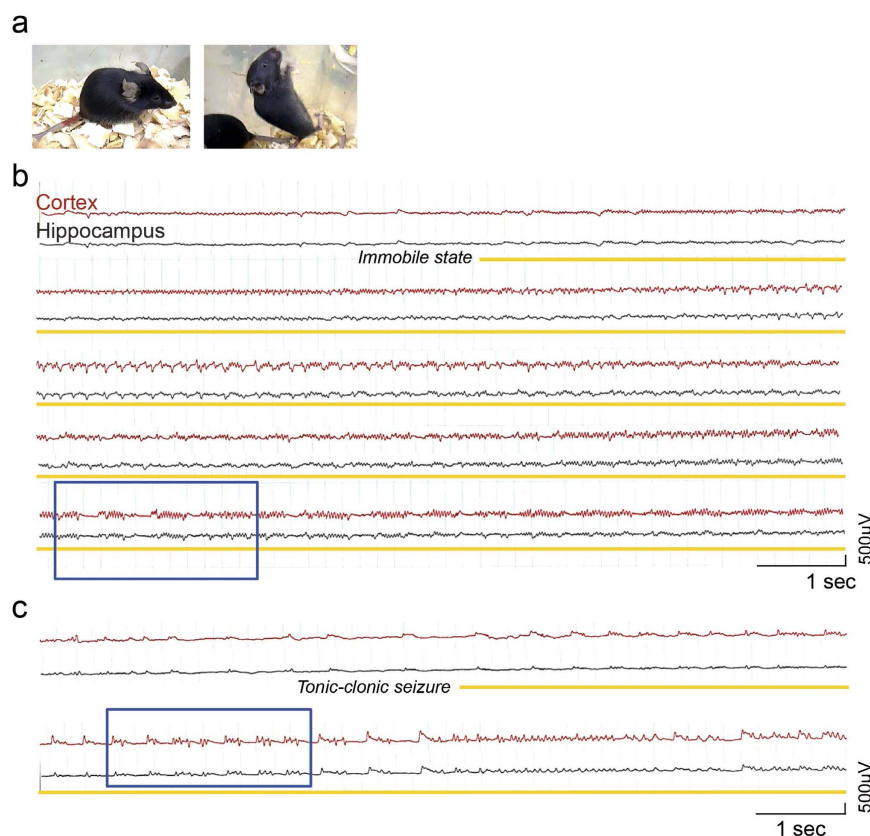 a
b
Cortex
Hippocampus
Immobile state
500μV
1 sec
c
Tonic-clonic seizure
500μV
1 sec